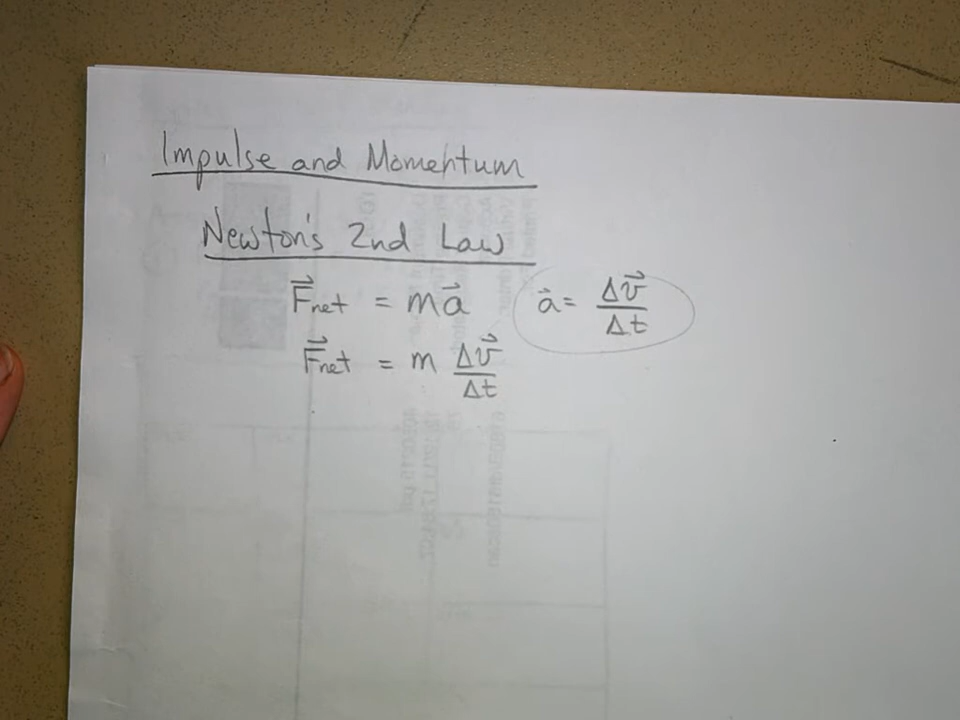 Impulse and Momentum
Newton's 2nd Law
F⃗net = ma⃗ a⃗ = Δv⃗/Δt
F⃗net = m Δv⃗/Δt